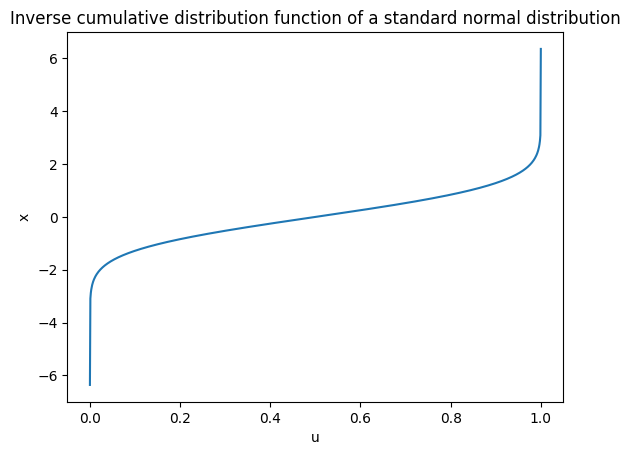 Inverse cumulative distribution function of a standard normal distribution
6
4
2
0
−2
−4
−6
x
0.0 0.2 0.4 0.6 0.8 1.0
u